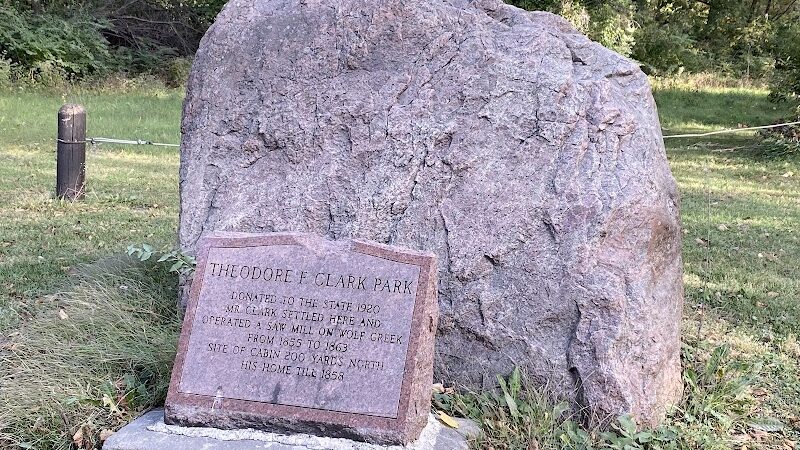 THEODORE F CLARK PARK
DONATED TO THE STATE 1920
MR. CLARK SETTLED HERE AND
OPERATED A SAW MILL ON WOLF CREEK
FROM 1855 TO 1863
SITE OF CABIN 200 YARDS NORTH
HIS HOME TILL 1858